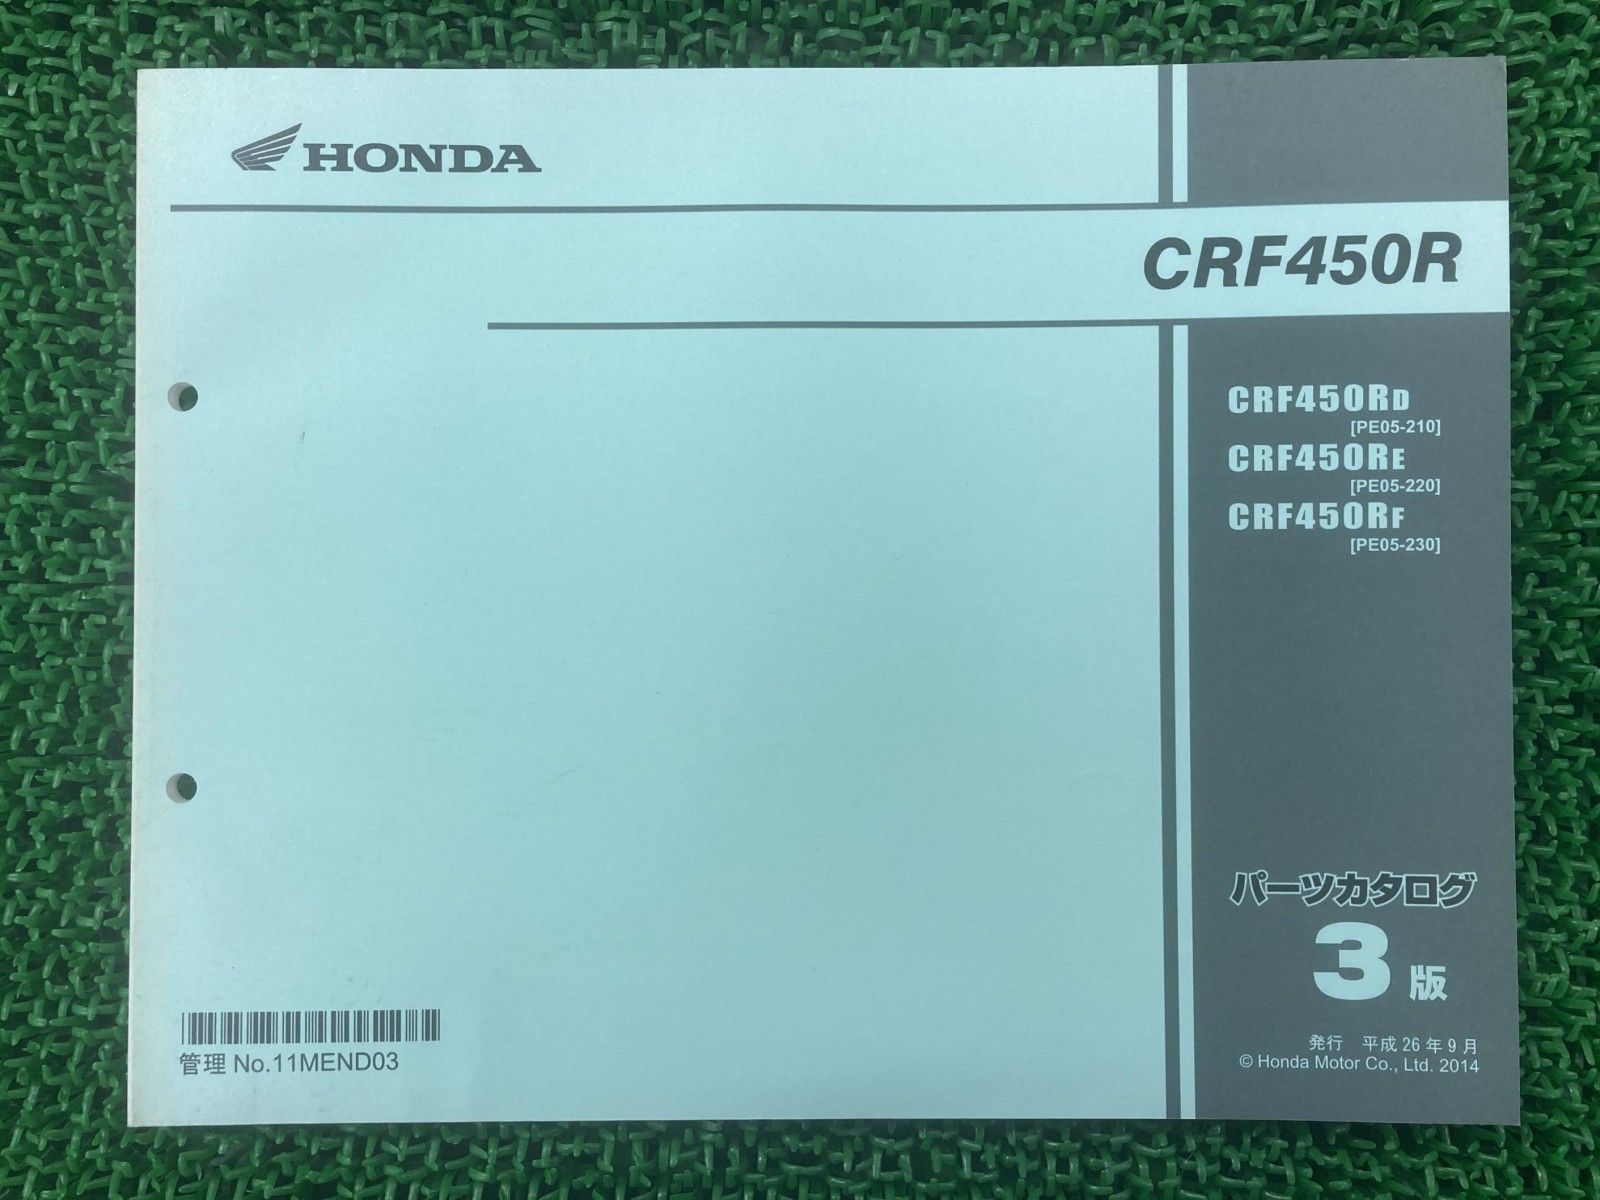 HONDA
CRF450R
CRF450RD
[PE05-210]
CRF450RE
[PE05-220]
CRF450RF
[PE05-230]
パーツカタログ
3版
発行 平成26年9月
© Honda Motor Co., Ltd. 2014
管理 No.11MEND03